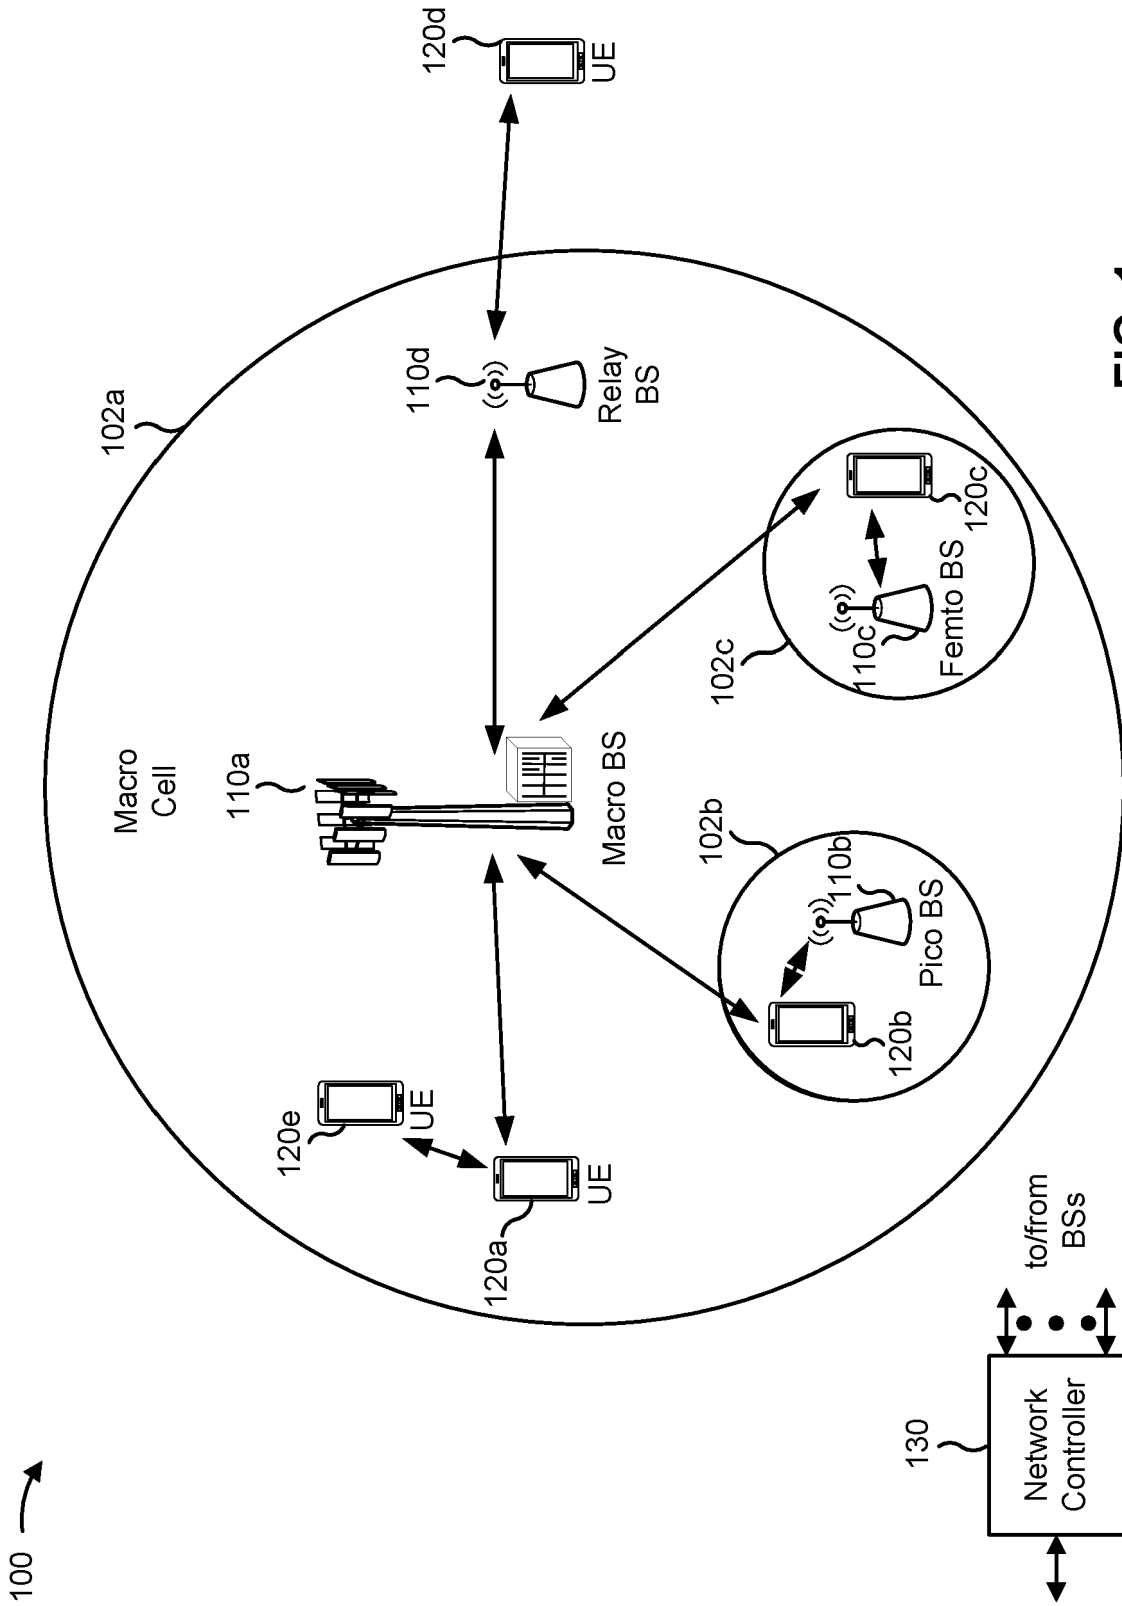 100
102a
Macro
Cell
110a
120d
UE
120e
UE
110d
Relay
BS
120a
UE
Macro BS
102b
110b
Pico BS
120b
102c
110c
Femto BS
120c
130
Network
Controller
to/from
BSs